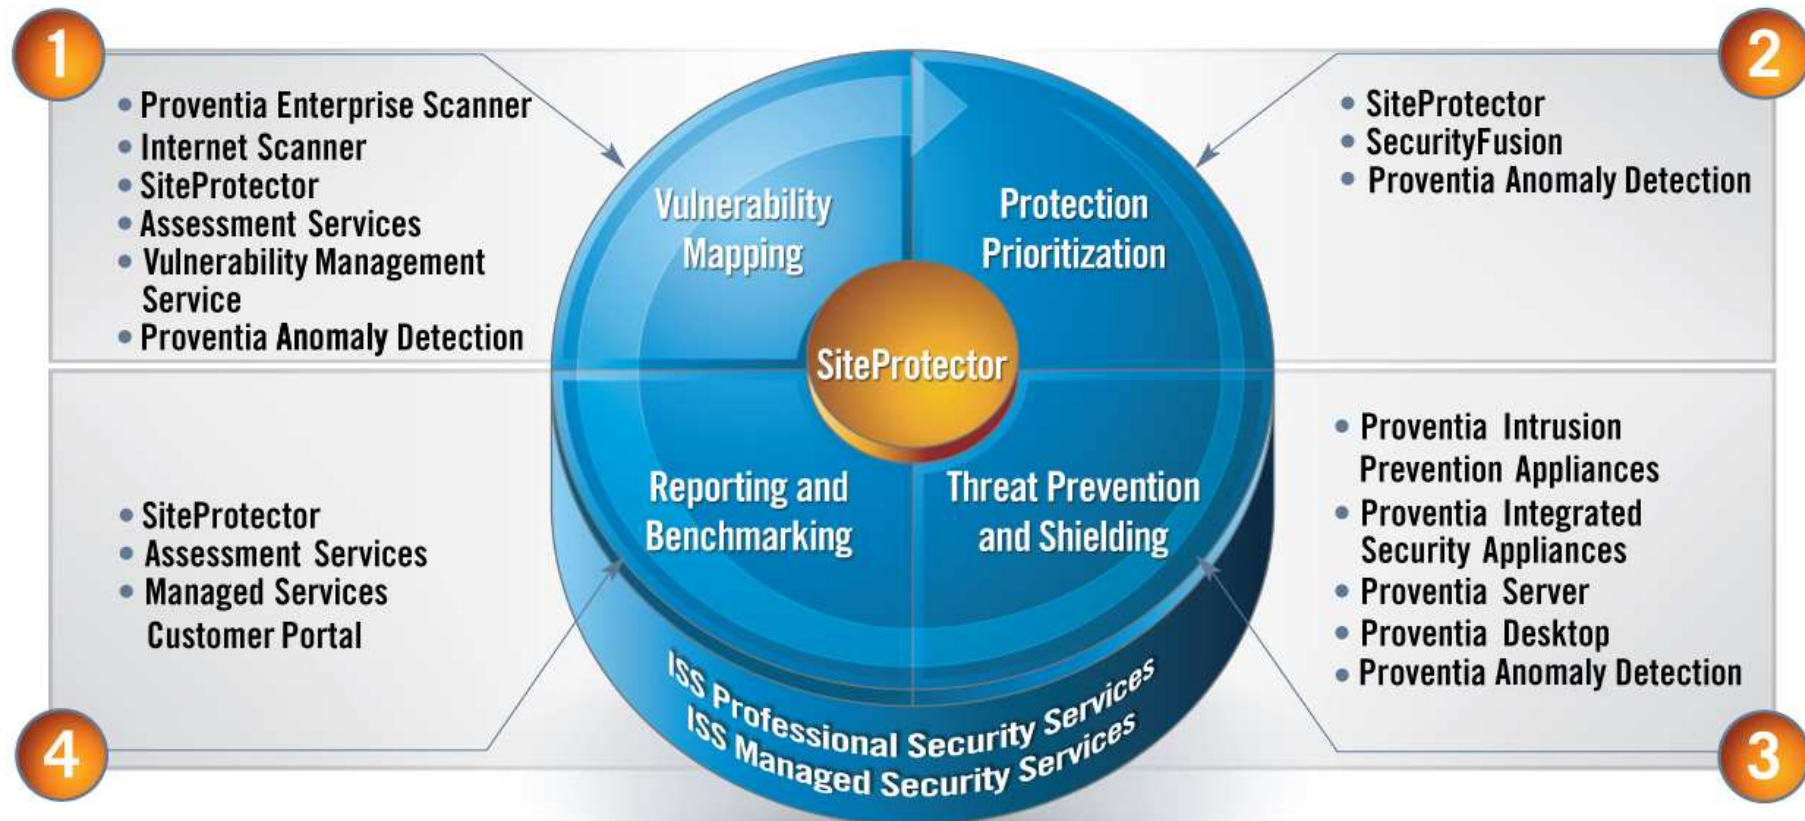 1
• Proventia Enterprise Scanner
• Internet Scanner
• SiteProtector
• Assessment Services
• Vulnerability Management
Service
• Proventia Anomaly Detection
2
• SiteProtector
• SecurityFusion
• Proventia Anomaly Detection
Vulnerability
Mapping
Protection
Prioritization
SiteProtector
Reporting and
Benchmarking
Threat Prevention
and Shielding
ISS Professional Security Services
ISS Managed Security Services
• Proventia Intrusion
Prevention Appliances
• Proventia Integrated
Security Appliances
• Proventia Server
• Proventia Desktop
• Proventia Anomaly Detection
3
• SiteProtector
• Assessment Services
• Managed Services
Customer Portal
4